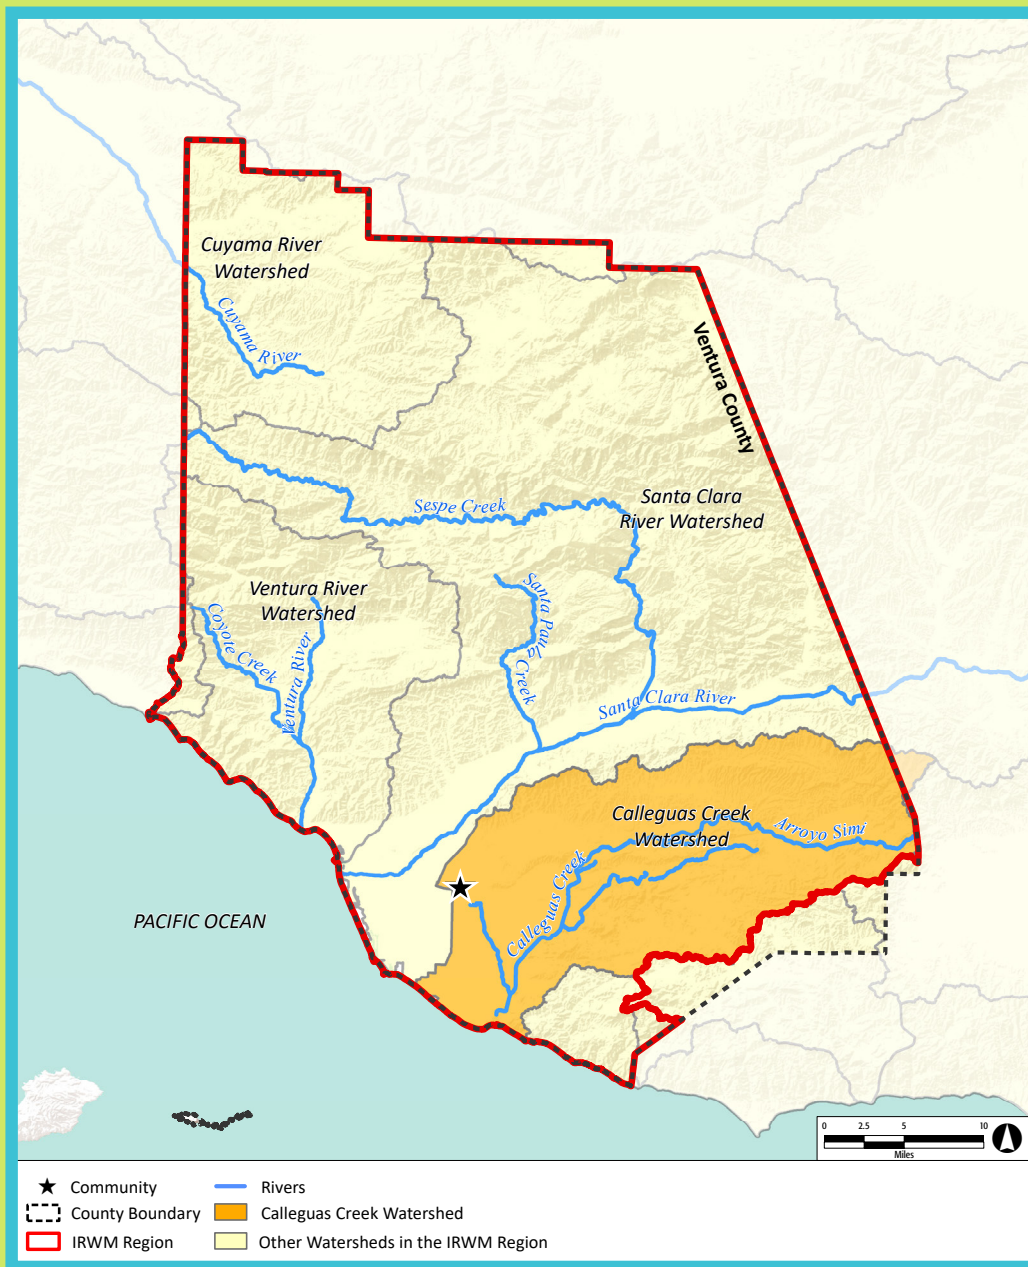 Cuyama River
Watershed
Cuyama River
Ventura County
Sespe Creek
Santa Clara
River Watershed
Ventura River
Watershed
Santa Paula
Creek
Coyote Creek
Ventura River
Santa Clara River
Calleguas Creek
Watershed
Arroyo Simi
Calleguas Creek
PACIFIC OCEAN
0 2.5 5 10
Miles
Community
Rivers
County Boundary
Calleguas Creek Watershed
IRWM Region
Other Watersheds in the IRWM Region